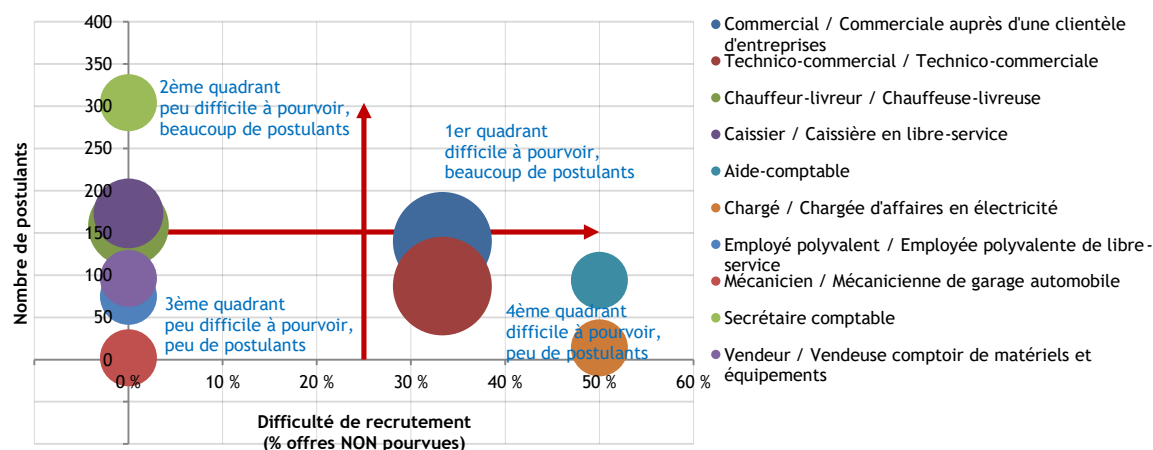 400
350
300
250
200
150
100
50
0
Nombre de postulants
2ème quadrant
peu difficile à pourvoir,
beaucoup de postulants
1er quadrant
difficile à pourvoir,
beaucoup de postulants
3ème quadrant
peu difficile à pourvoir,
peu de postulants
4ème quadrant
difficile à pourvoir,
peu de postulants
0 %
10 %
20 %
30 %
40 %
50 %
60 %
Difficulté de recrutement
(% offres NON pourvues)
Commercial / Commerciale auprès d'une clientèle
d'entreprises
Technico-commercial / Technico-commerciale
Chauffeur-livreur / Chauffeuse-livreuse
Caissier / Caissière en libre-service
Aide-comptable
Chargé / Chargée d'affaires en électricité
Employé polyvalent / Employée polyvalente de libre-
service
Mécanicien / Mécanicienne de garage automobile
Secrétaire comptable
Vendeur / Vendeuse comptoir de matériels et
équipements